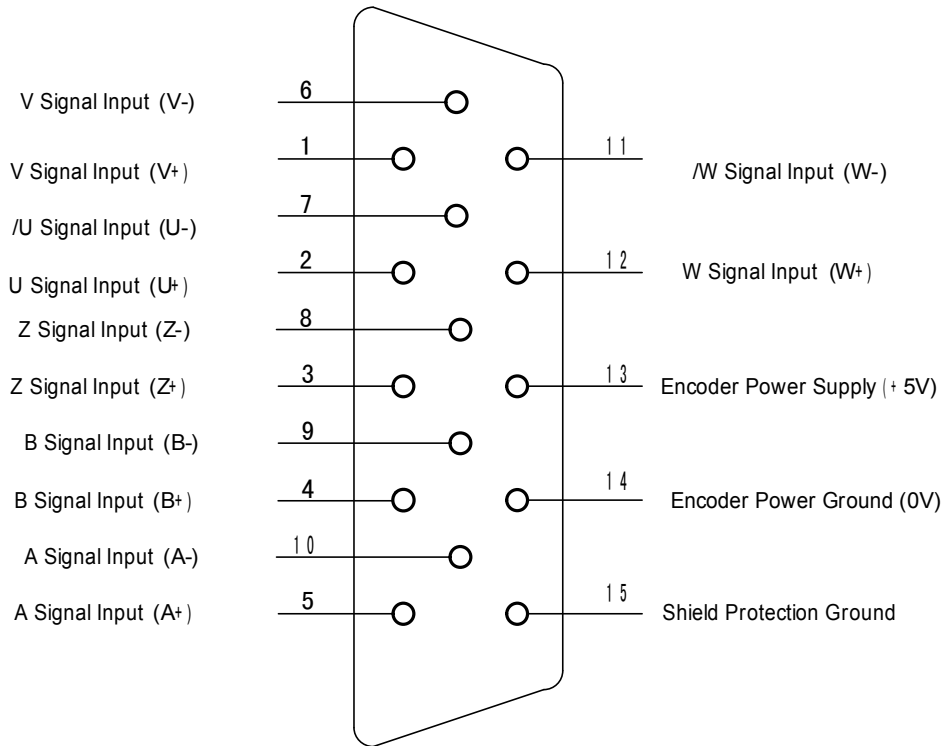 V Signal Input (V-) 6
V Signal Input (V+) 1
11 /W Signal Input (W-)
/U Signal Input (U-) 7
U Signal Input (U+) 2
12 W Signal Input (W+)
Z Signal Input (Z-) 8
Z Signal Input (Z+) 3
13 Encoder Power Supply (+5V)
B Signal Input (B-) 9
B Signal Input (B+) 4
14 Encoder Power Ground (0V)
A Signal Input (A-) 10
A Signal Input (A+) 5
15 Shield Protection Ground